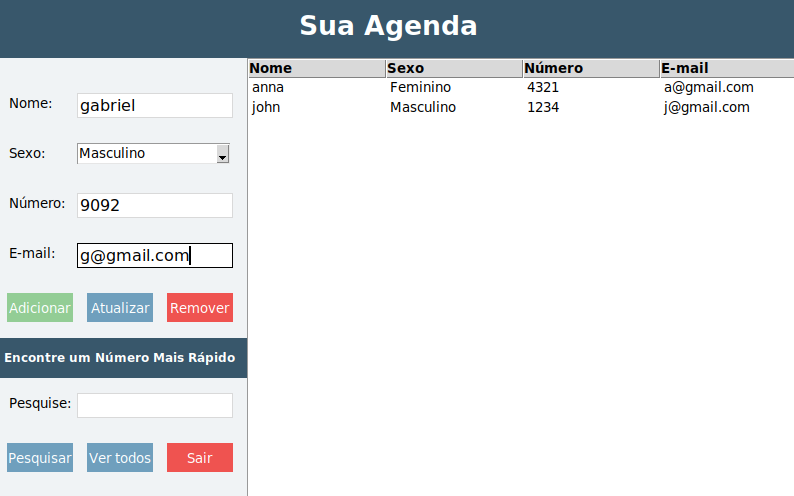 Sua Agenda
Nome: gabriel
Sexo: Masculino
Número: 9092
E-mail: g@gmail.com
Adicionar Atualizar Remover
Encontre um Número Mais Rápido
Pesquise:
Pesquisar Ver todos Sair
Nome Sexo Número E-mail
anna Feminino 4321 a@gmail.com
john Masculino 1234 j@gmail.com